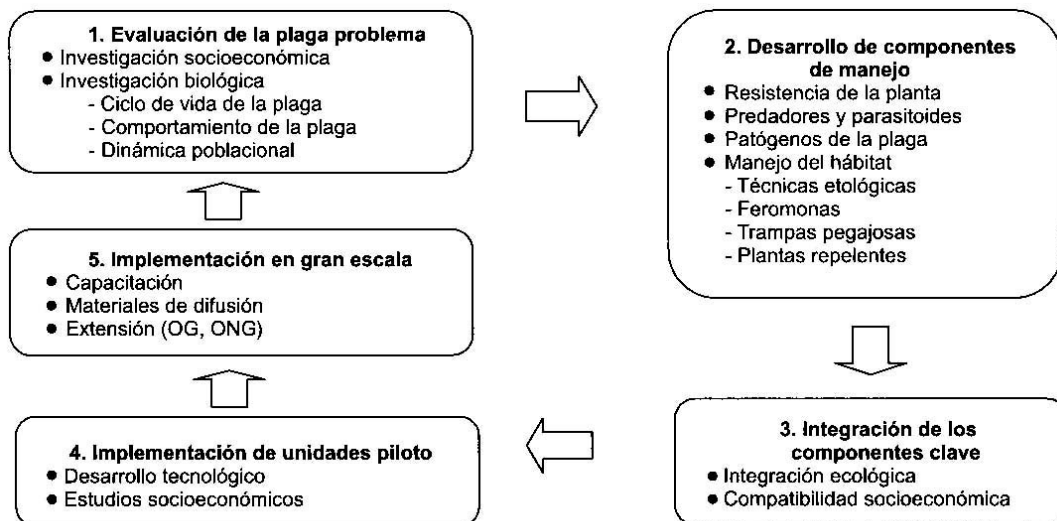 1. Evaluación de la plaga problema
● Investigación socioeconómica
● Investigación biológica
- Ciclo de vida de la plaga
- Comportamiento de la plaga
- Dinámica poblacional
2. Desarrollo de componentes
de manejo
● Resistencia de la planta
● Predadores y parasitoides
● Patógenos de la plaga
● Manejo del hábitat
- Técnicas etológicas
- Feromonas
- Trampas pegajosas
- Plantas repelentes
3. Integración de los
componentes clave
● Integración ecológica
● Compatibilidad socioeconómica
4. Implementación de unidades piloto
● Desarrollo tecnológico
● Estudios socioeconómicos
5. Implementación en gran escala
● Capacitación
● Materiales de difusión
● Extensión (OG, ONG)